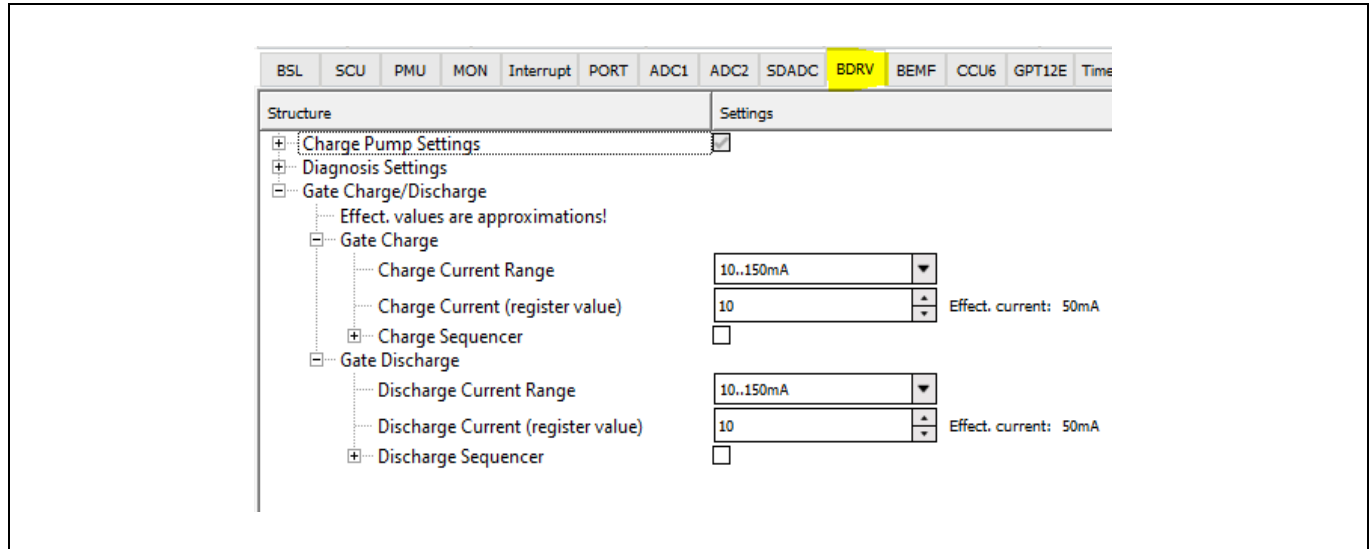 BSL SCU PMU MON Interrupt PORT ADC1 ADC2 SDADC BDRV BEMF CCU6 GPT12E Time
Structure Settings
Charge Pump Settings
Diagnosis Settings
Gate Charge/Discharge
Effect. values are approximations!
Gate Charge
Charge Current Range 10..150mA
Charge Current (register value) 10 Effect. current: 50mA
Charge Sequencer
Gate Discharge
Discharge Current Range 10..150mA
Discharge Current (register value) 10 Effect. current: 50mA
Discharge Sequencer